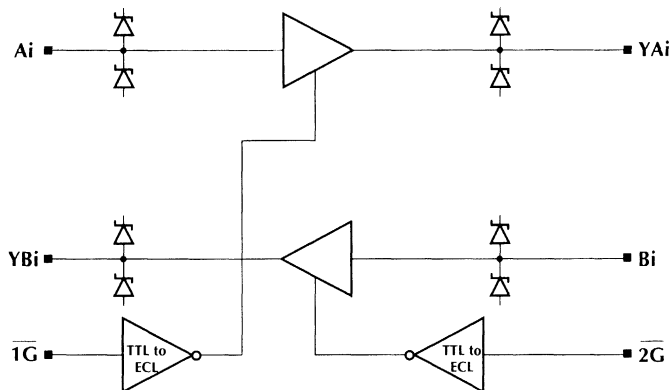 Ai
YAi
YBi
Bi
1G
TTL to
ECL
TTL to
ECL
2G